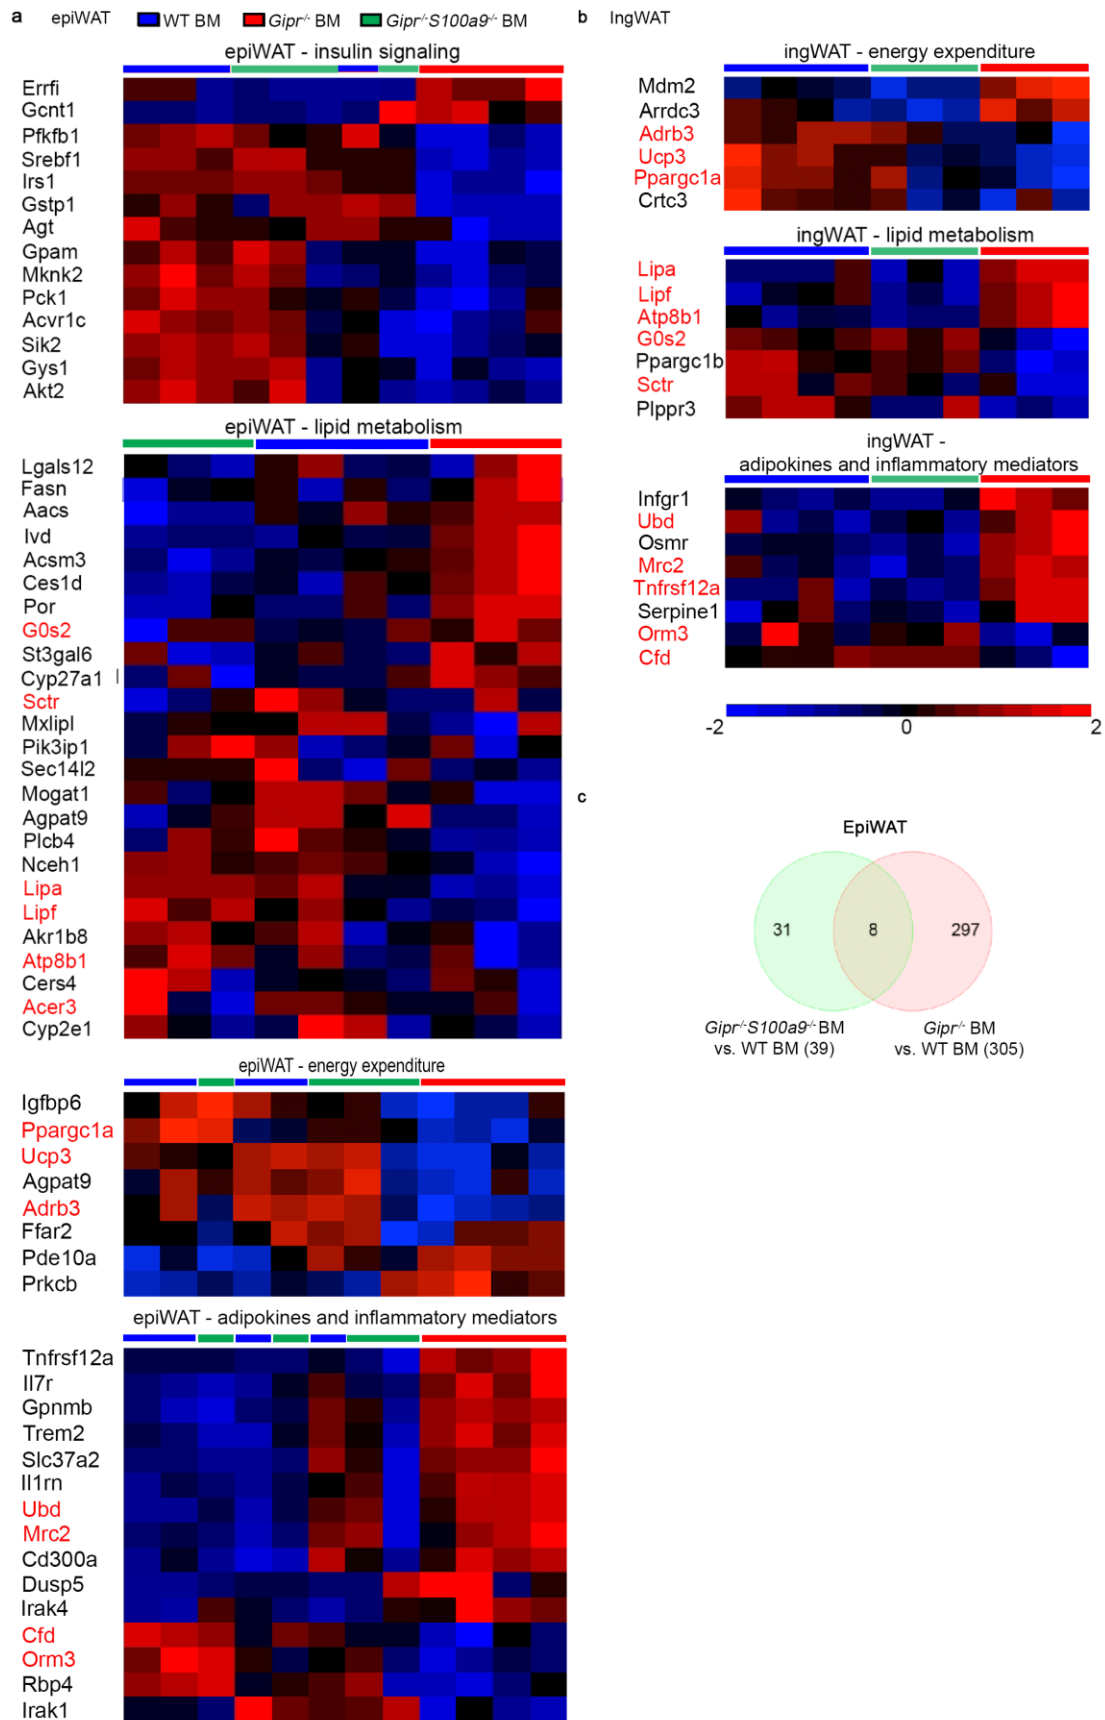 a epiWAT WT BM Gipr-/- BM Gipr-/-S100a9-/- BM
epiWAT - insulin signaling
Errfi
Gcnt1
Pfkfb1
Srebf1
Irs1
Gstp1
Agt
Gpam
Mknk2
Pck1
Acvr1c
Sik2
Gys1
Akt2
epiWAT - lipid metabolism
Lgals12
Fasn
Aacs
Ivd
Acsm3
Ces1d
Por
G0s2
St3gal6
Cyp27a1
Sctr
Mxlipl
Pik3ip1
Sec14l2
Mogat1
Agpat9
Plcb4
Nceh1
Lipa
Lipf
Akr1b8
Atp8b1
Cers4
Acer3
Cyp2e1
epiWAT - energy expenditure
Igfbp6
Ppargc1a
Ucp3
Agpat9
Adrb3
Ffar2
Pde10a
Prkcb
epiWAT - adipokines and inflammatory mediators
Tnfrsf12a
Il7r
Gpnmb
Trem2
Slc37a2
Il1rn
Ubd
Mrc2
Cd300a
Dusp5
Irak4
Cfd
Orm3
Rbp4
Irak1
b IngWAT
ingWAT - energy expenditure
Mdm2
Arrdc3
Adrb3
Ucp3
Ppargc1a
Crtc3
ingWAT - lipid metabolism
Lipa
Lipf
Atp8b1
G0s2
Ppargc1b
Sctr
Plppr3
ingWAT -
adipokines and inflammatory mediators
Infgr1
Ubd
Osmr
Mrc2
Tnfrsf12a
Serpine1
Orm3
Cfd
-2 0 2
c
EpiWAT
31 8 297
Gipr-/-S100a9-/- BM
vs. WT BM (39)
Gipr-/- BM
vs. WT BM (305)